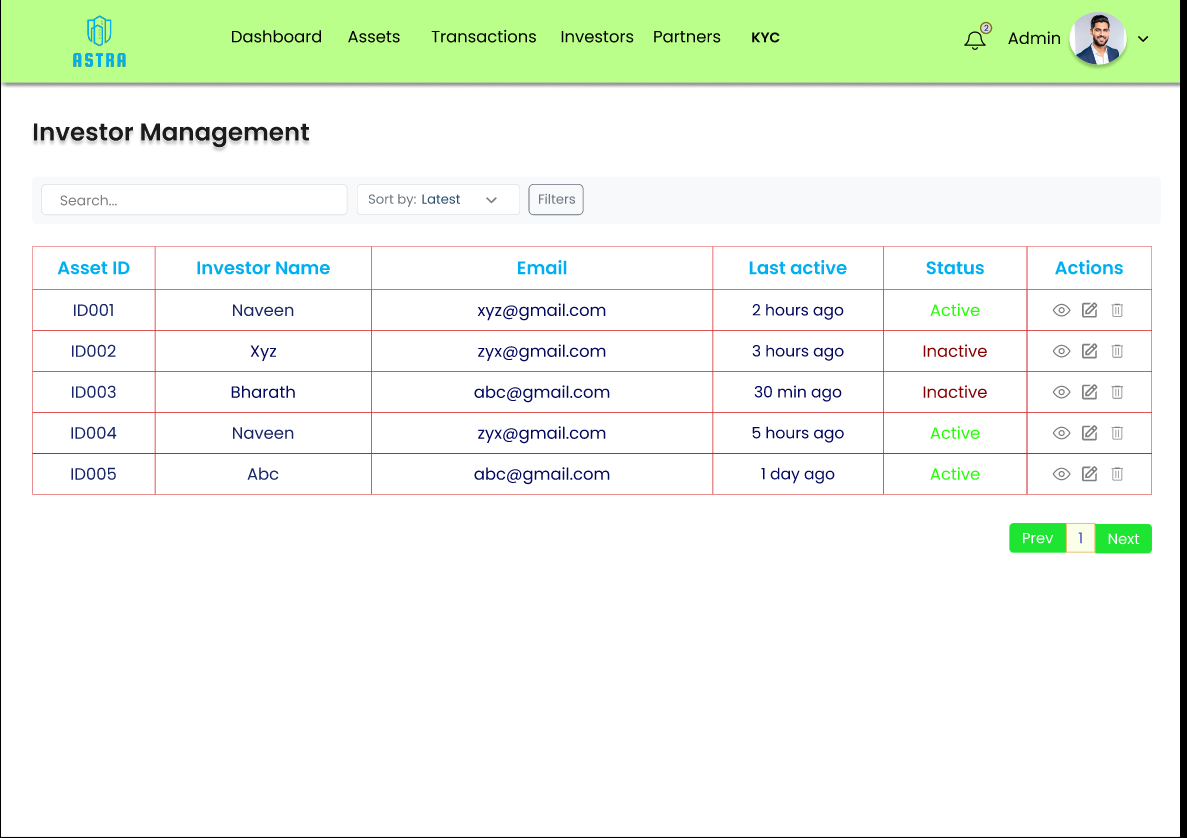 Dashboard Assets Transactions Investors Partners KYC 2 Admin
ASTRA
Investor Management
Search... Sort by: Latest Filters
Asset ID Investor Name Email Last active Status Actions
ID001 Naveen xyz@gmail.com 2 hours ago Active
ID002 Xyz zyx@gmail.com 3 hours ago Inactive
ID003 Bharath abc@gmail.com 30 min ago Inactive
ID004 Naveen zyx@gmail.com 5 hours ago Active
ID005 Abc abc@gmail.com 1 day ago Active
Prev 1 Next